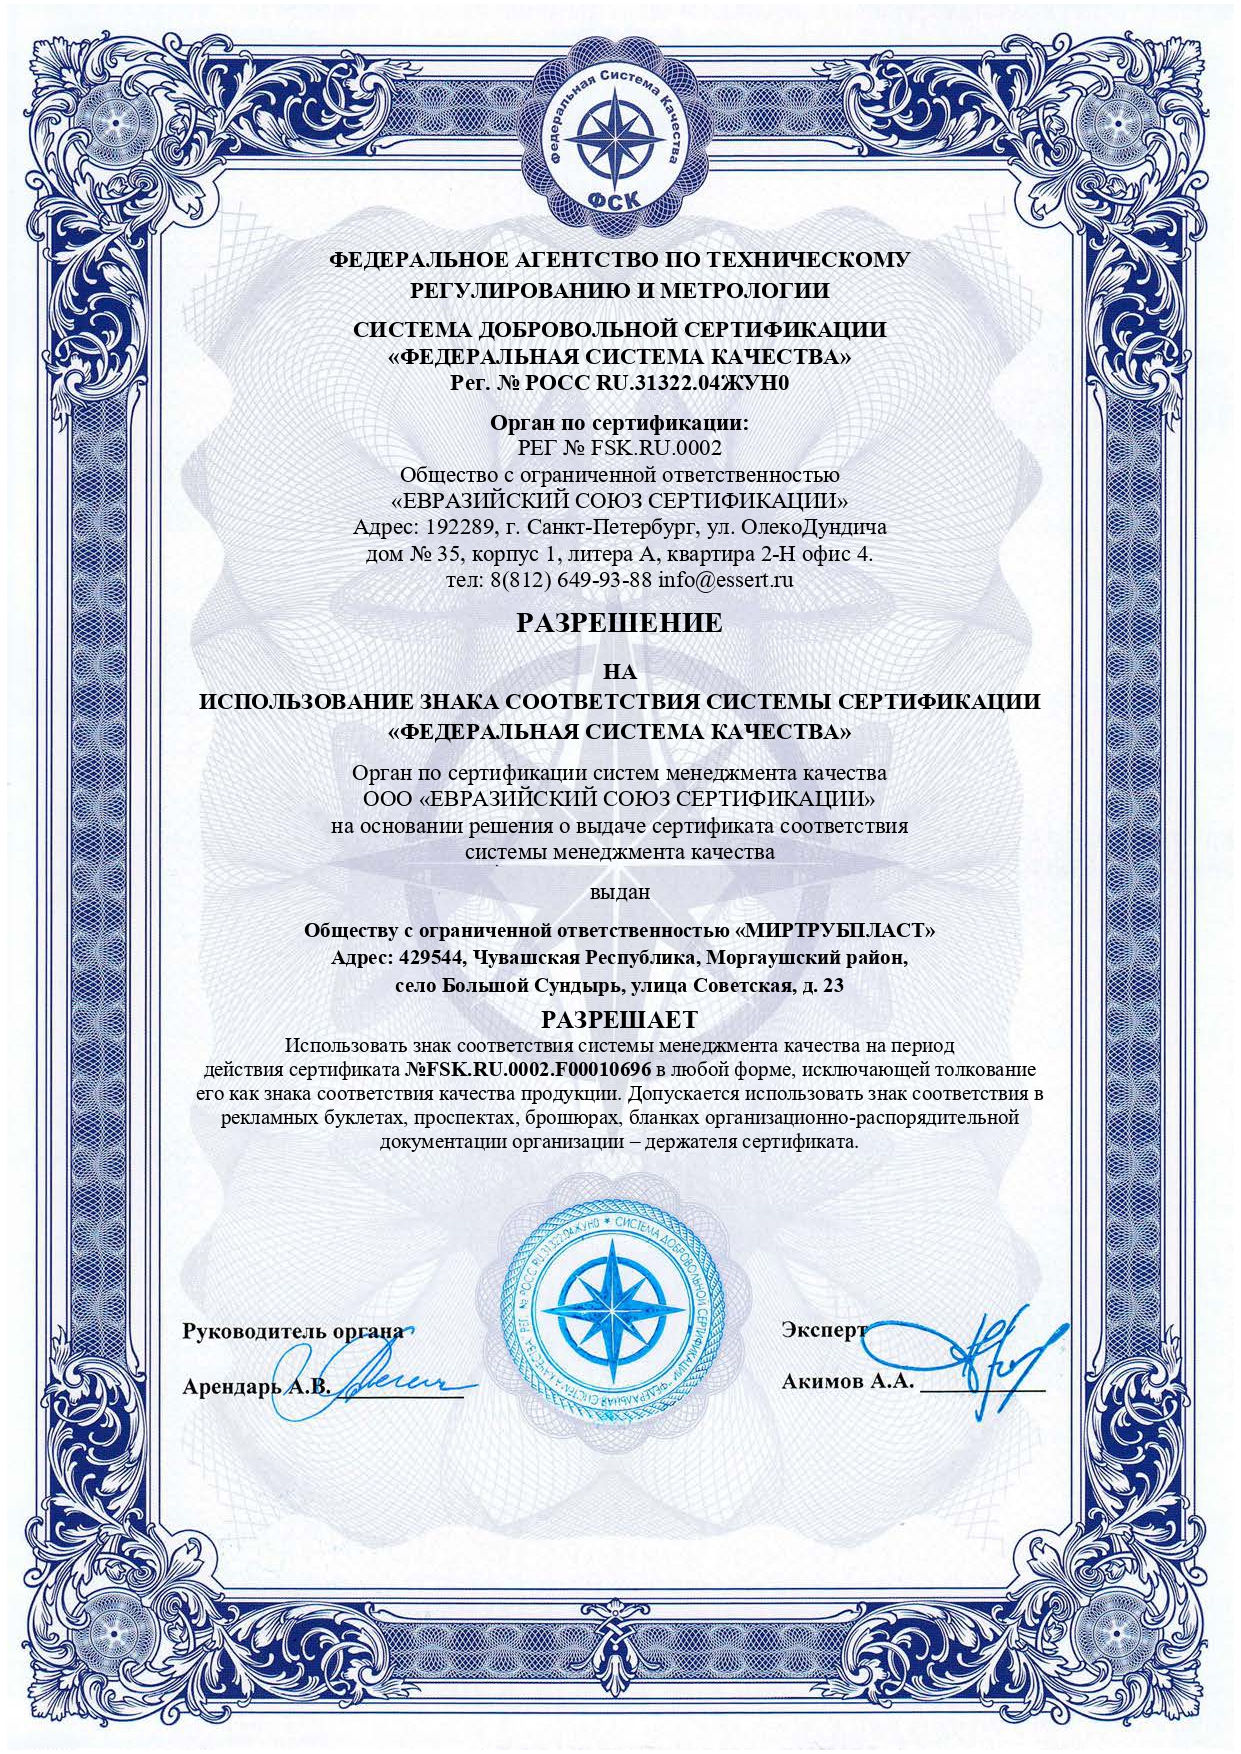 Федеральная Система Качества
ФСК
ФЕДЕРАЛЬНОЕ АГЕНТСТВО ПО ТЕХНИЧЕСКОМУ
РЕГУЛИРОВАНИЮ И МЕТРОЛОГИИ
СИСТЕМА ДОБРОВОЛЬНОЙ СЕРТИФИКАЦИИ
«ФЕДЕРАЛЬНАЯ СИСТЕМА КАЧЕСТВА»
Рег. № РОСС RU.31322.04ЖУН0
Орган по сертификации:
РЕГ № FSK.RU.0002
Общество с ограниченной ответственностью
«ЕВРАЗИЙСКИЙ СОЮЗ СЕРТИФИКАЦИИ»
Адрес: 192289, г. Санкт-Петербург, ул. ОлекоДундича
дом № 35, корпус 1, литера А, квартира 2-Н офис 4.
тел: 8(812) 649-93-88 info@essert.ru
РАЗРЕШЕНИЕ
НА
ИСПОЛЬЗОВАНИЕ ЗНАКА СООТВЕТСТВИЯ СИСТЕМЫ СЕРТИФИКАЦИИ
«ФЕДЕРАЛЬНАЯ СИСТЕМА КАЧЕСТВА»
Орган по сертификации систем менеджмента качества
ООО «ЕВРАЗИЙСКИЙ СОЮЗ СЕРТИФИКАЦИИ»
на основании решения о выдаче сертификата соответствия
системы менеджмента качества
выдан
Обществу с ограниченной ответственностью «МИРТРУБПЛАСТ»
Адрес: 429544, Чувашская Республика, Моргаушский район,
село Большой Сундырь, улица Советская, д. 23
РАЗРЕШАЕТ
Использовать знак соответствия системы менеджмента качества на период
действия сертификата №FSK.RU.0002.F00010696 в любой форме, исключающей толкование
его как знака соответствия качества продукции. Допускается использовать знак соответствия в
рекламных буклетах, проспектах, брошюрах, бланках организационно-распорядительной
документации организации – держателя сертификата.
РЕГ. № РОСС RU.31322.04ЖУН0 * СИСТЕМА ДОБРОВОЛЬНОЙ СЕРТИФИКАЦИИ "ФЕДЕРАЛЬНАЯ СИСТЕМА КАЧЕСТВА"
Руководитель органа
Арендарь А.В.
Эксперт
Акимов А.А.